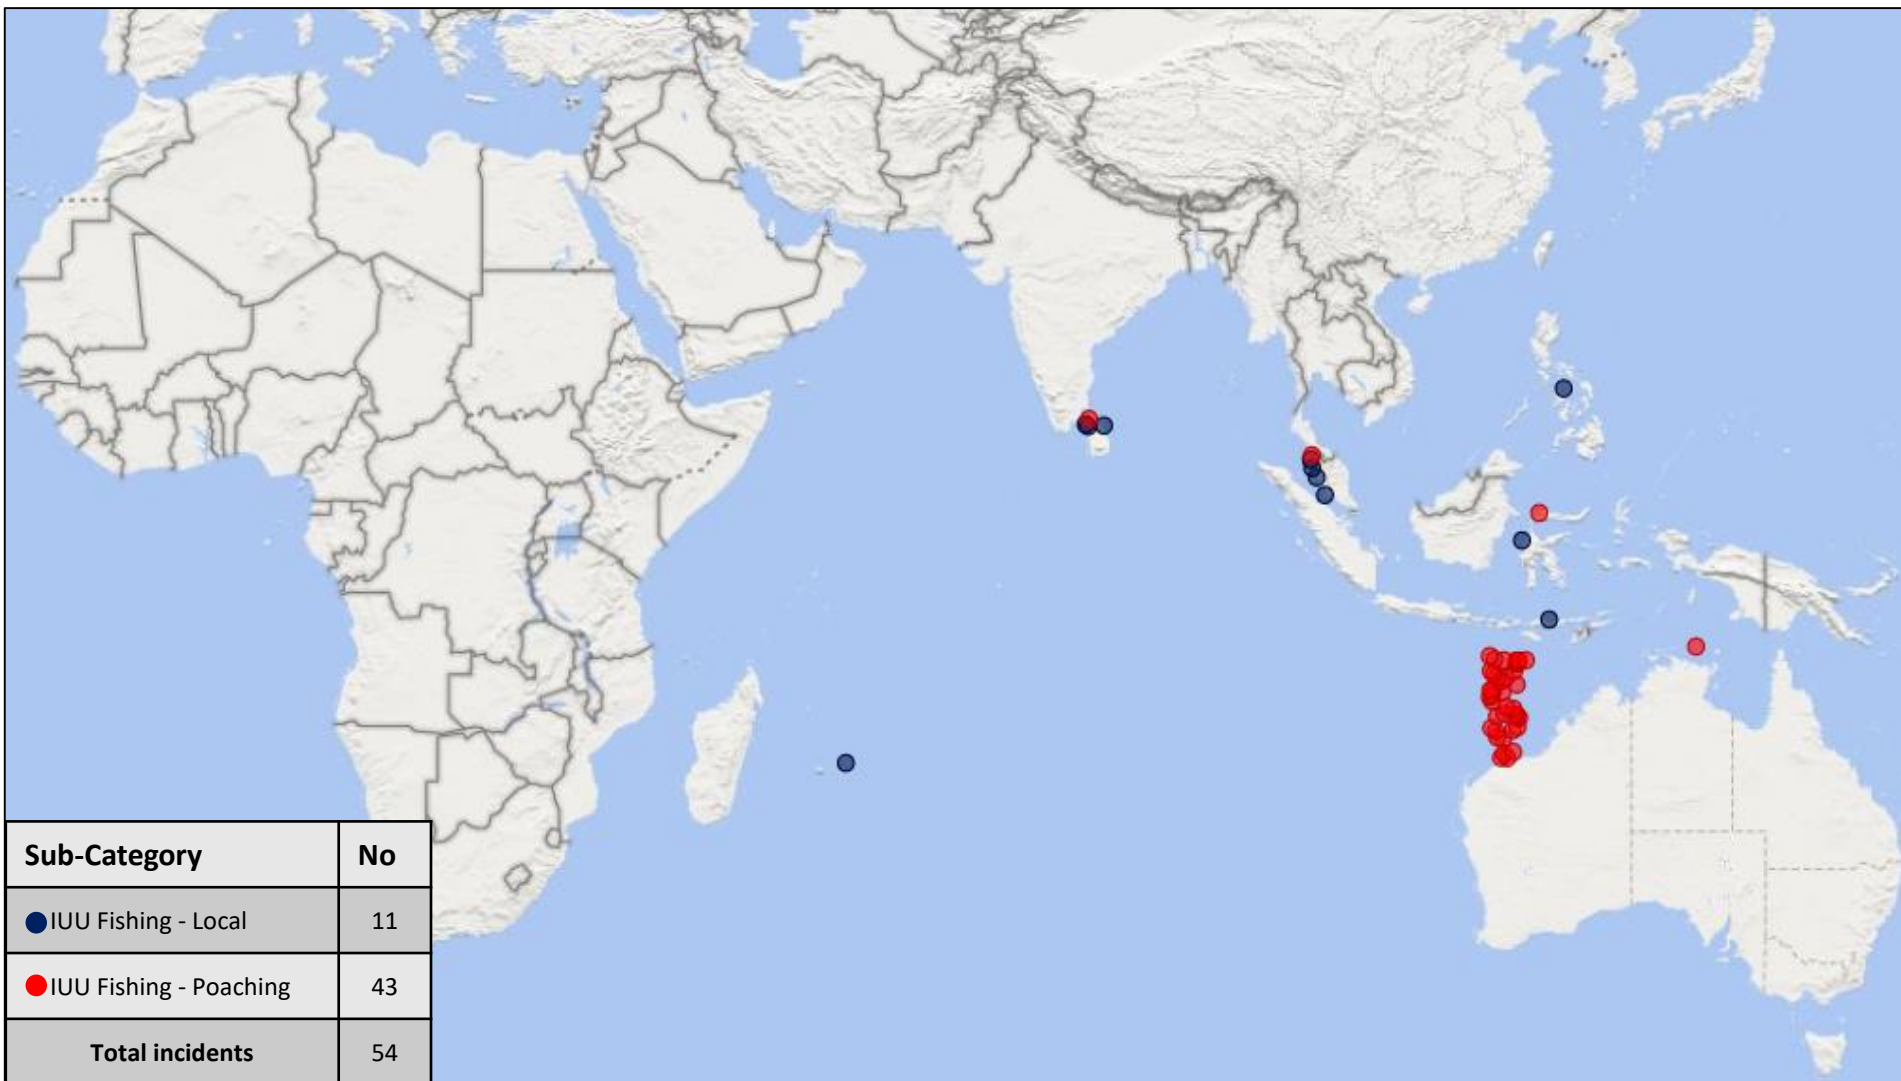 Sub-Category No
IUU Fishing - Local 11
IUU Fishing - Poaching 43
Total incidents 54